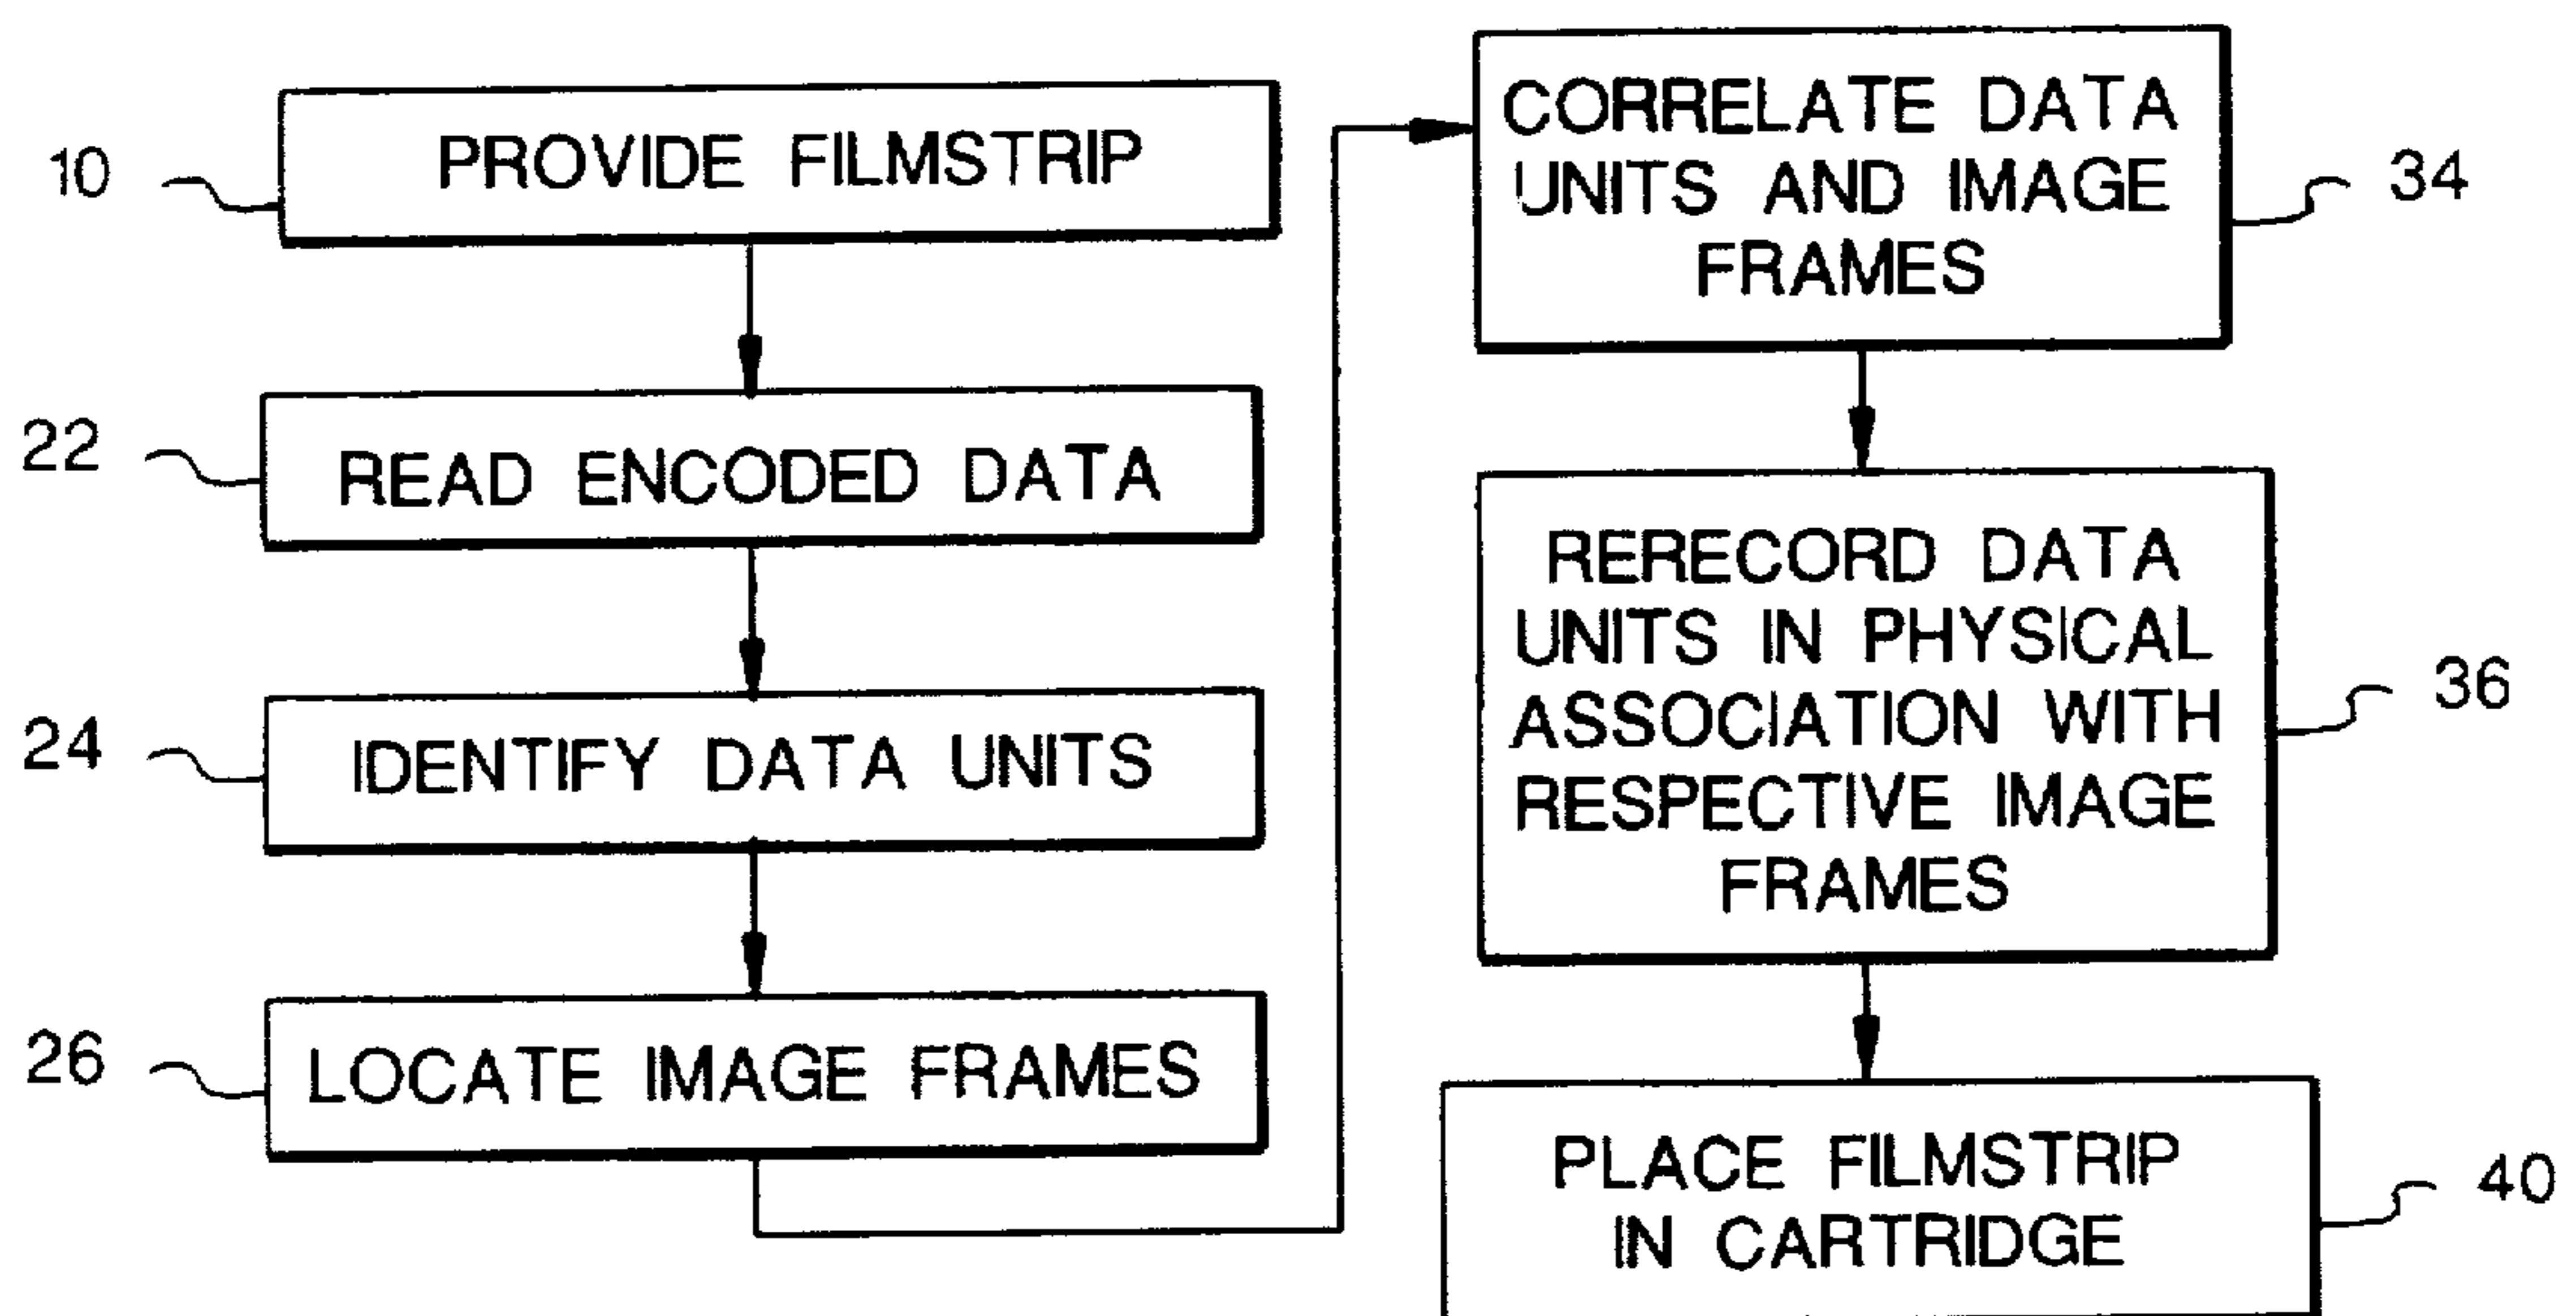 10
PROVIDE FILMSTRIP
22
READ ENCODED DATA
24
IDENTIFY DATA UNITS
26
LOCATE IMAGE FRAMES
CORRELATE DATA
UNITS AND IMAGE
FRAMES
34
RERECORD DATA
UNITS IN PHYSICAL
ASSOCIATION WITH
RESPECTIVE IMAGE
FRAMES
36
PLACE FILMSTRIP
IN CARTRIDGE
40